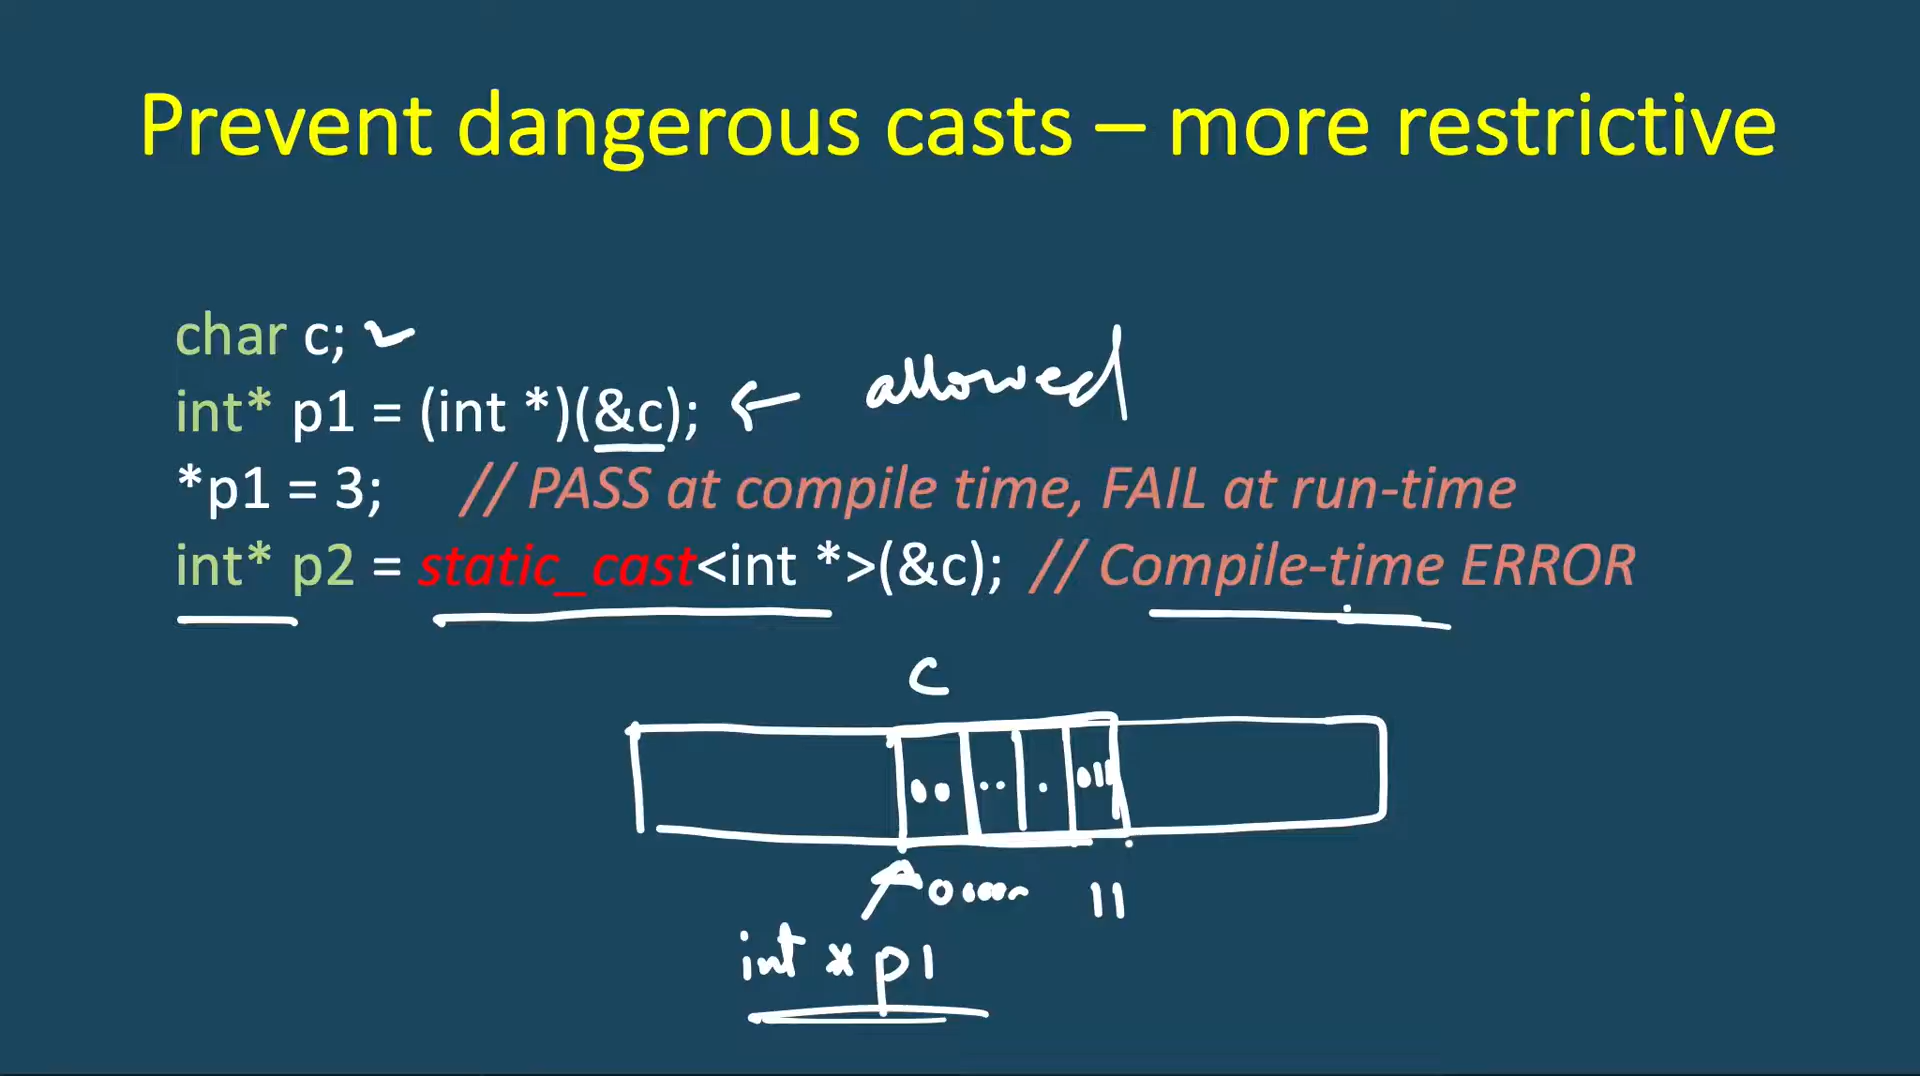 Prevent dangerous casts – more restrictive
char c;
int* p1 = (int *)(&c); ← allowed
*p1 = 3; // PASS at compile time, FAIL at run-time
int* p2 = static_cast<int *>(&c); // Compile-time ERROR
C
11
int * p1